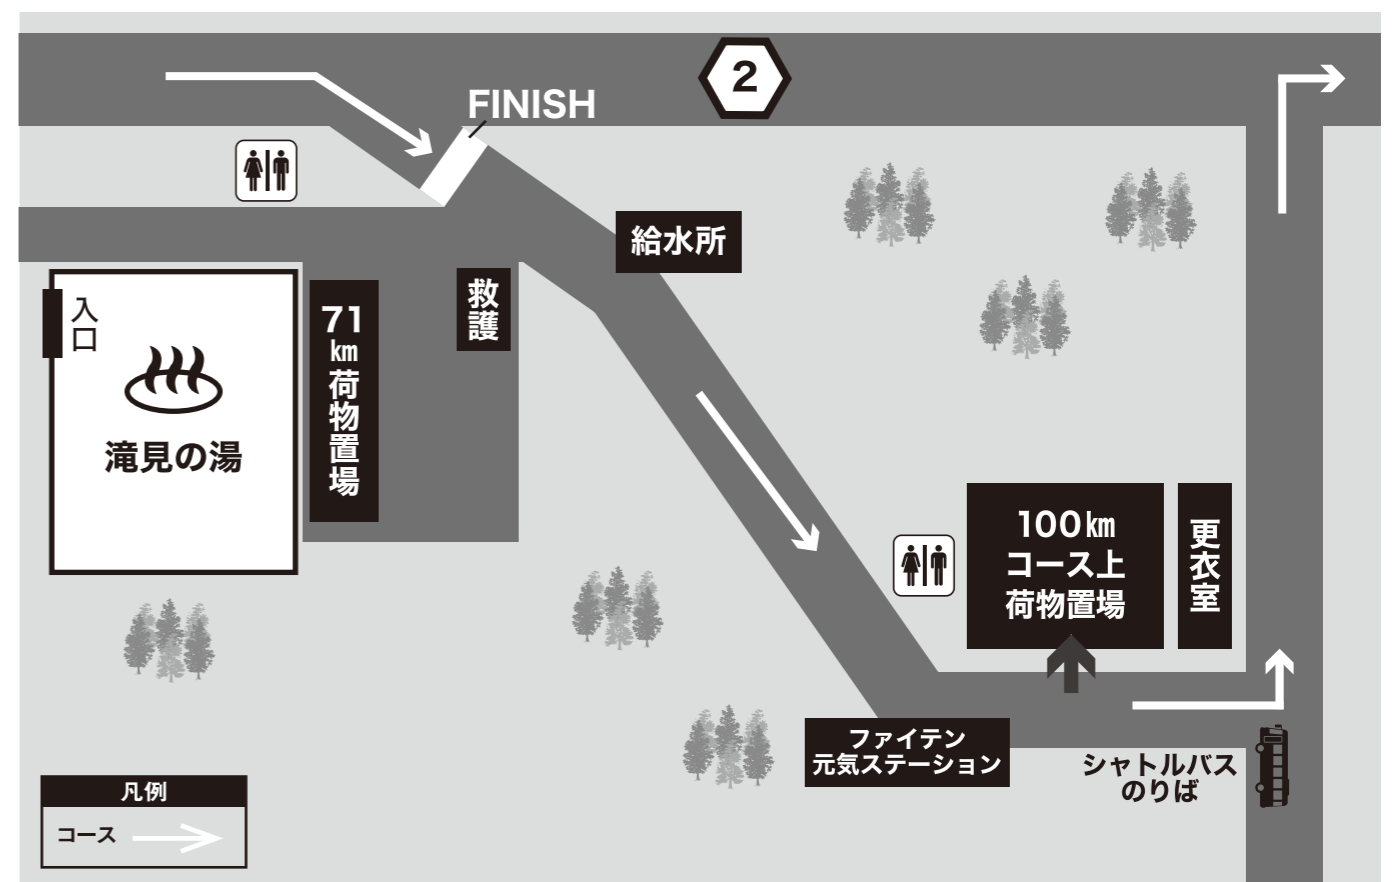 2
FINISH
給水所
入口
71
km
荷物置場
救護
滝見の湯
100km
コース上
荷物置場
更衣室
ファイテン
元気ステーション
シャトルバス
のりば
凡例
コース